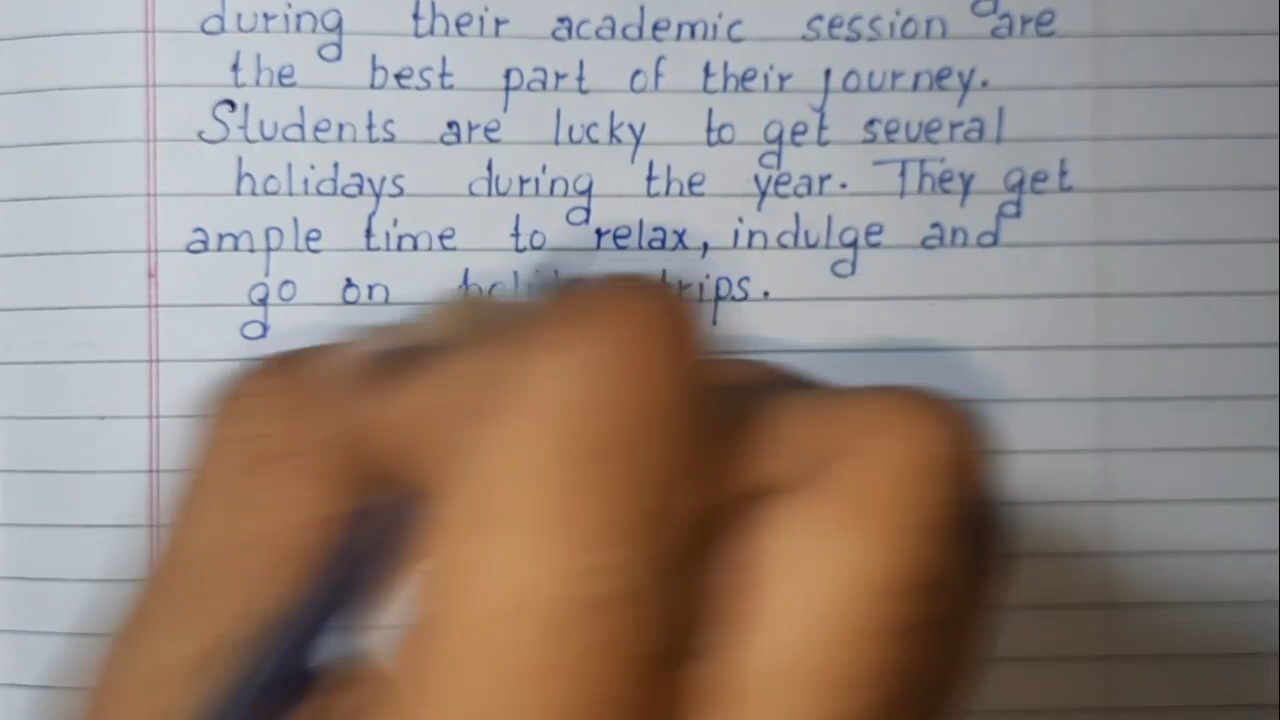 during their academic session are
the best part of their journey.
Students are lucky to get several
holidays during the year. They get
ample time to relax, indulge and
go on trips.